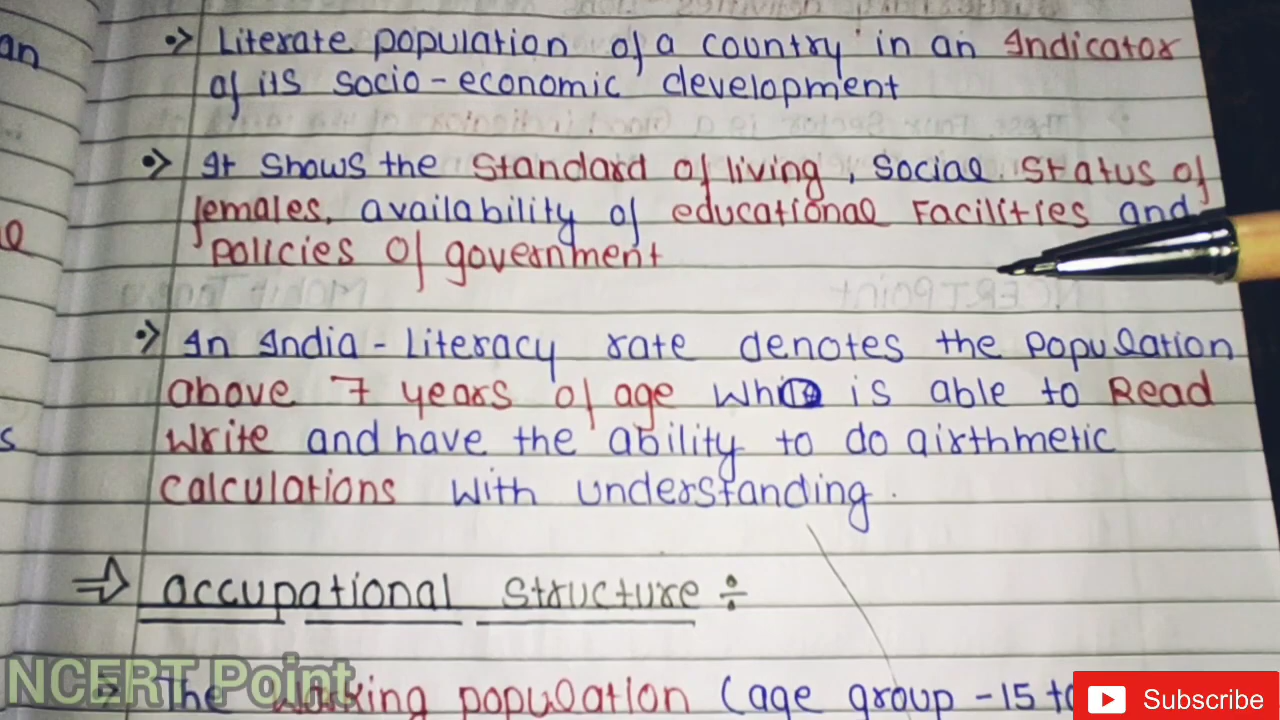 an
•> Literate population of a country in an Indicator
of its socio-economic development
•> It shows the standard of living, social status of
females, availability of educational Facilities and
policies of government
•> In India - Literacy rate denotes the population
above 7 years of age who is able to Read
Write and have the ability to do airthmetic
calculations with understanding.
s
⇒ accupational structure ÷
NCERT Point
•> The working population (age group -15 to
Subscribe